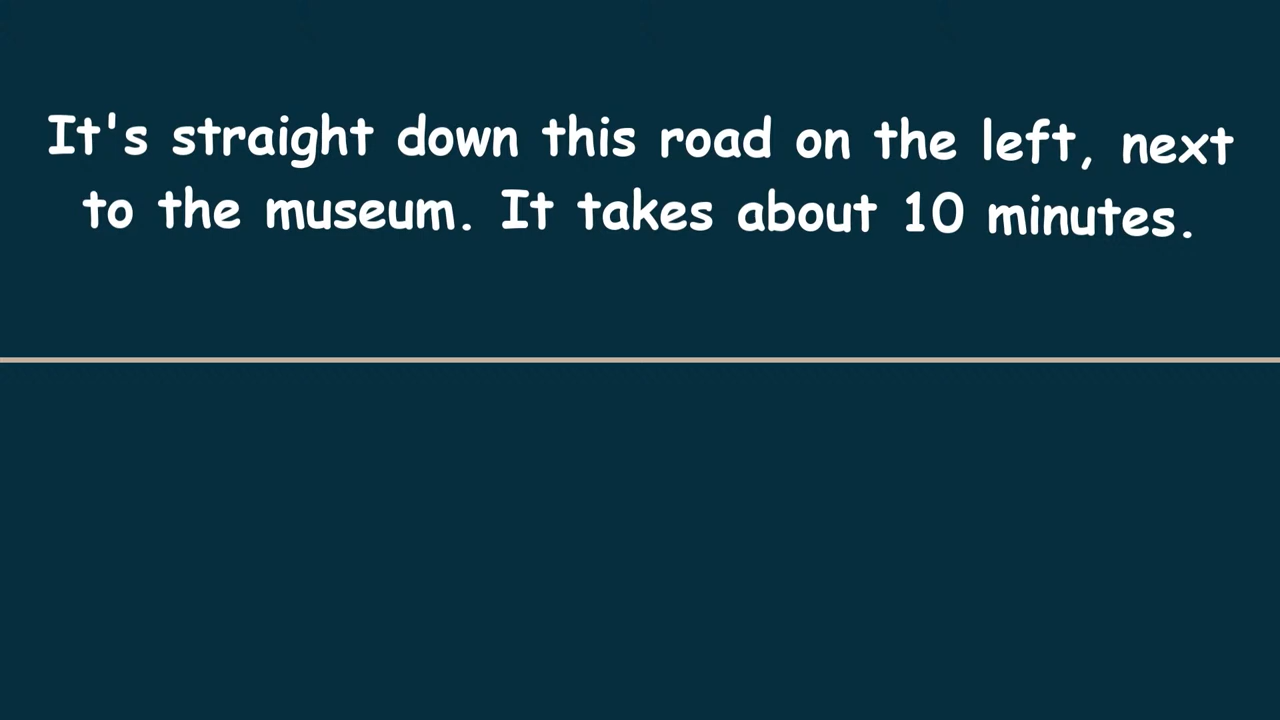 It's straight down this road on the left, next
to the museum. It takes about 10 minutes.